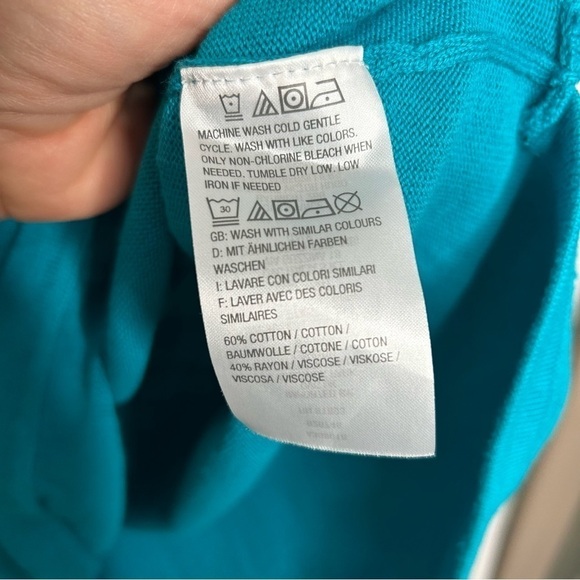 MACHINE WASH COLD GENTLE
CYCLE. WASH WITH LIKE COLORS.
ONLY NON-CHLORINE BLEACH WHEN
NEEDED. TUMBLE DRY LOW. LOW
IRON IF NEEDED
30
GB: WASH WITH SIMILAR COLOURS
D: MIT ÄHNLICHEN FARBEN
WASCHEN
I: LAVARE CON COLORI SIMILARI
F: LAVER AVEC DES COLORIS
SIMILAIRES
60% COTTON / COTTON /
BAUMWOLLE / COTONE / COTON
40% RAYON / VISCOSE / VISKOSE /
VISCOSA / VISCOSE